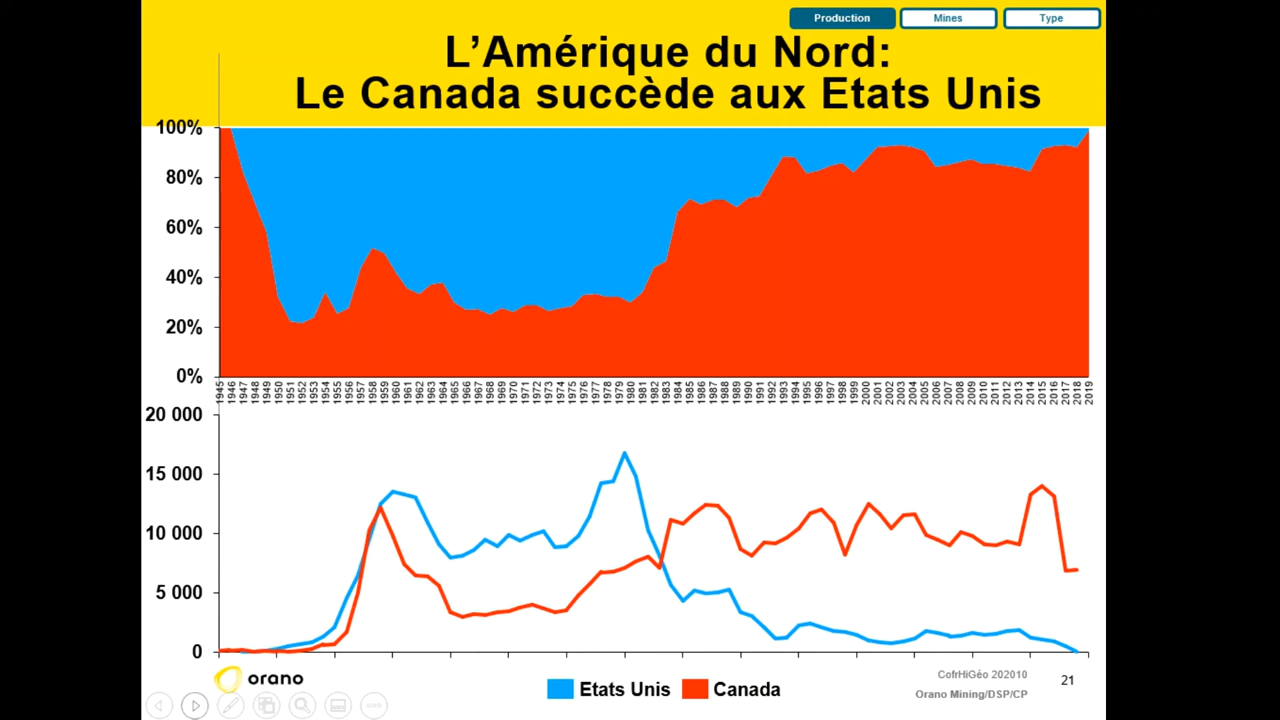 Production
Mines
Type
L’Amérique du Nord:
Le Canada succède aux Etats Unis
100%
80%
60%
40%
20%
0%
1945 1946 1947 1948 1949 1950 1951 1952 1953 1954 1955 1956 1957 1958 1959 1960 1961 1962 1963 1964 1965 1966 1967 1968 1969 1970 1971 1972 1973 1974 1975 1976 1977 1978 1979 1980 1981 1982 1983 1984 1985 1986 1987 1988 1989 1990 1991 1992 1993 1994 1995 1996 1997 1998 1999 2000 2001 2002 2003 2004 2005 2006 2007 2008 2009 2010 2011 2012 2013 2014 2015 2016 2017 2018 2019
20 000
15 000
10 000
5 000
0
orano
Etats Unis
Canada
CofrHiGéo 202010
Orano Mining/DSP/CP
21